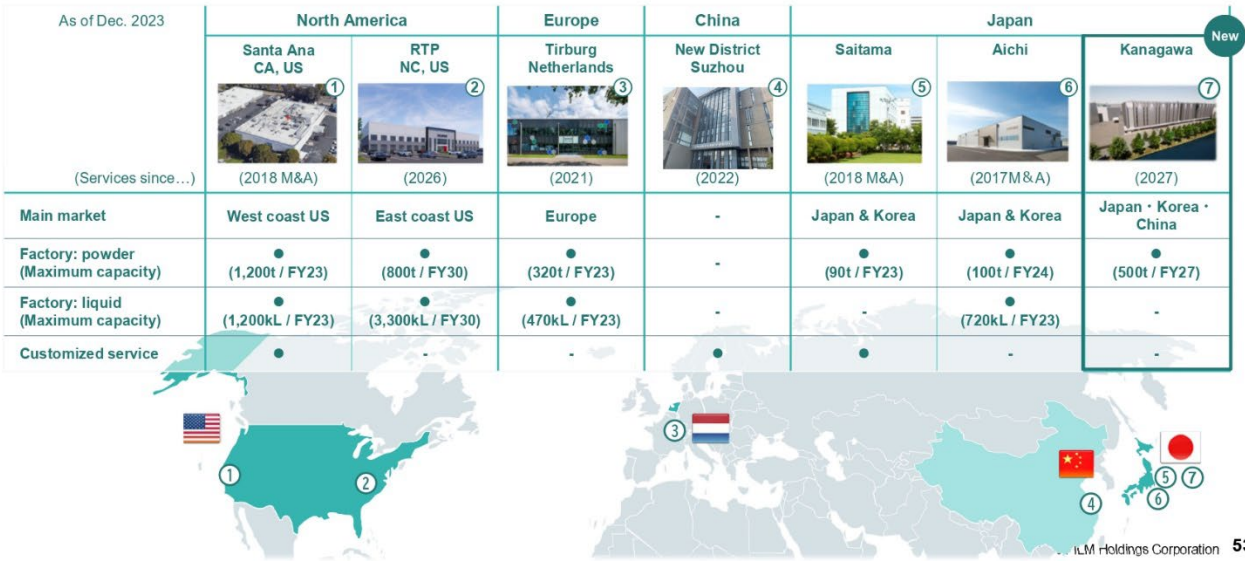 As of Dec. 2023
North America
Europe
China
Japan
New
Santa Ana
CA, US
RTP
NC, US
Tirburg
Netherlands
New District
Suzhou
Saitama
Aichi
Kanagawa
1
2
3
4
5
6
7
(Services since...)
(2018 M&A)
(2026)
(2021)
(2022)
(2018 M&A)
(2017M&A)
(2027)
Main market
West coast US
East coast US
Europe
-
Japan & Korea
Japan & Korea
Japan・Korea・
China
Factory: powder
(Maximum capacity)
●
(1,200t / FY23)
●
(800t / FY30)
●
(320t / FY23)
-
●
(90t / FY23)
●
(100t / FY24)
●
(500t / FY27)
Factory: liquid
(Maximum capacity)
●
(1,200kL / FY23)
●
(3,300kL / FY30)
●
(470kL / FY23)
-
-
●
(720kL / FY23)
-
Customized service
●
-
-
●
●
-
-
1
2
3
4
5
7
6
Holdings Corporation